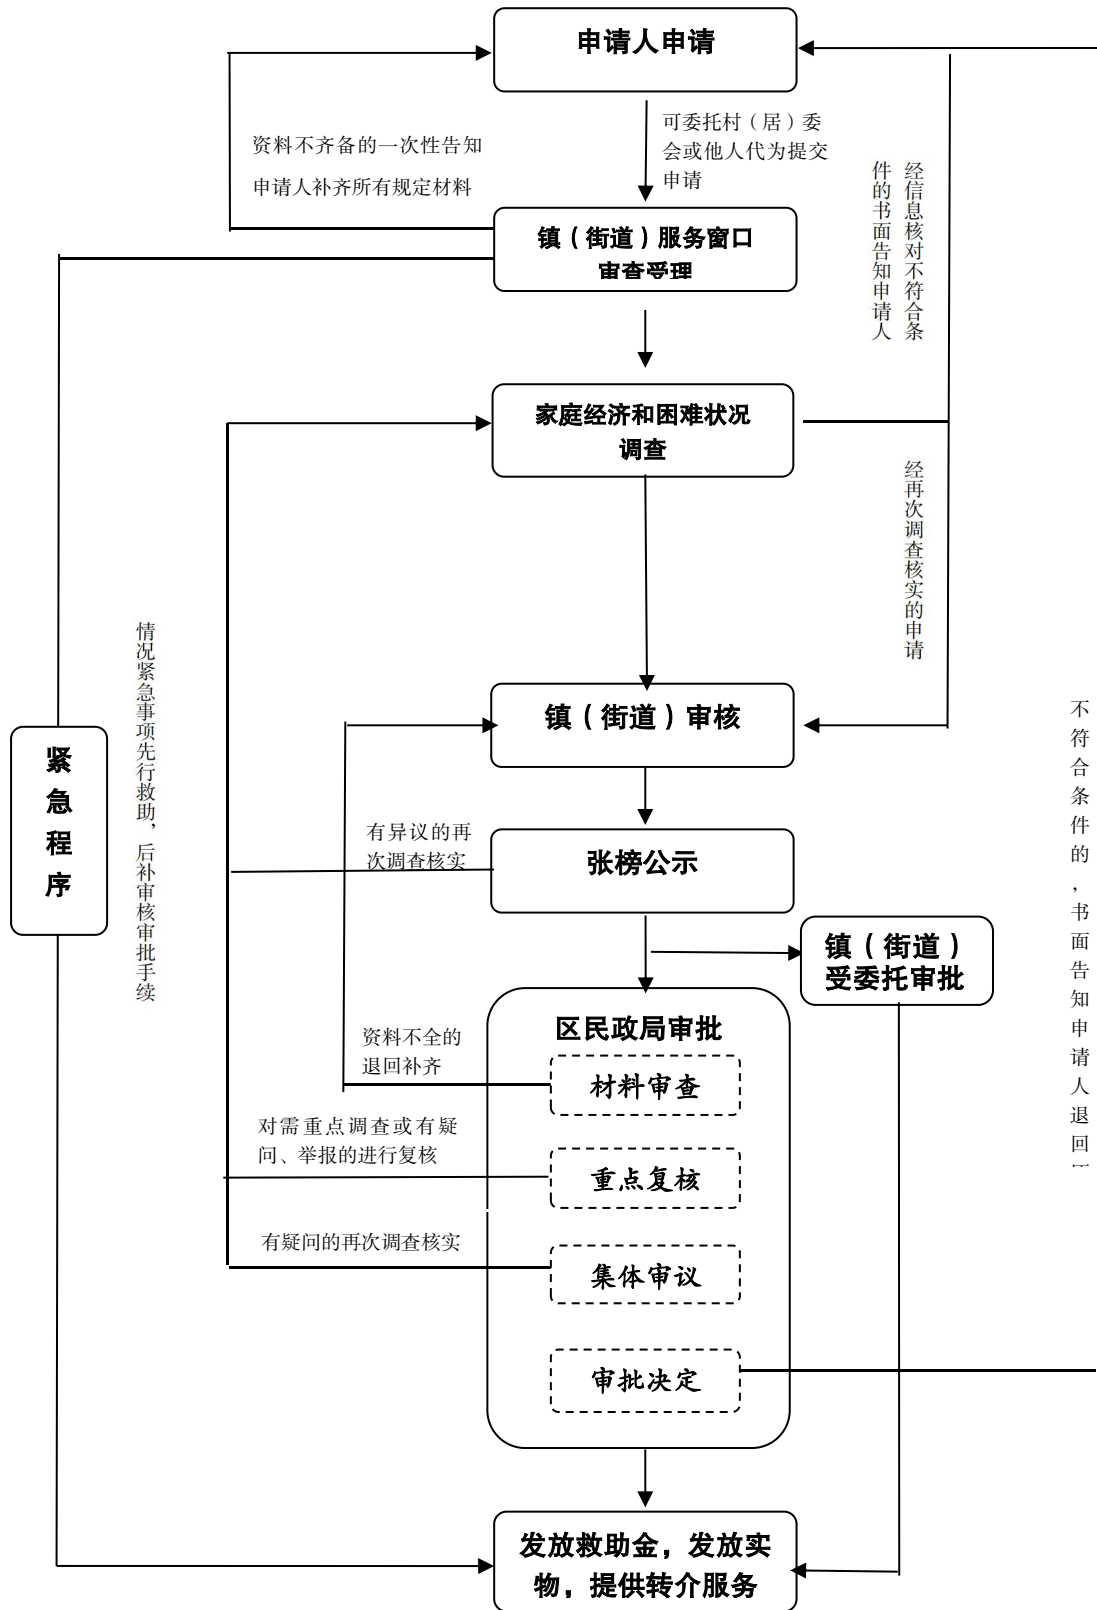 申请人申请
资料不齐备的一次性告知
申请人补齐所有规定材料
可委托村（居）委
会或他人代为提交
申请
镇（街道）服务窗口
审查受理
经信息核对不符合条
件的书面告知申请人
家庭经济和困难状况
调查
经再次调查核实的申请
情况紧急事项先行救助，后补审核审批手续
紧急程序
镇（街道）审核
不符合条件的，书面告知申请人退回
有异议的再
次调查核实
张榜公示
镇（街道）
受委托审批
区民政局审批
资料不全的
退回补齐
材料审查
对需重点调查或有疑
问、举报的进行复核
重点复核
有疑问的再次调查核实
集体审议
审批决定
发放救助金，发放实
物，提供转介服务